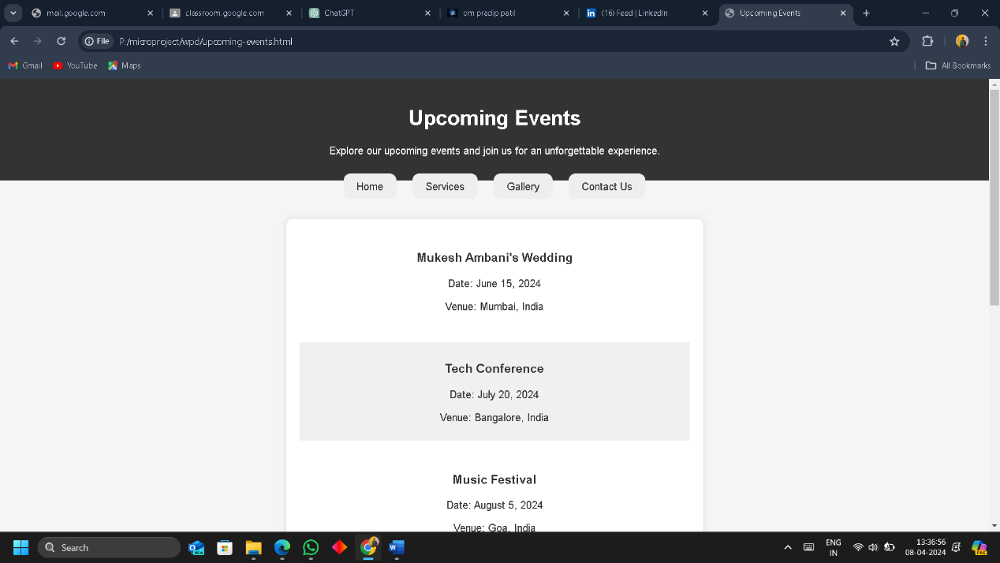 mail.google.com
classroom.google.com
ChatGPT
om pradip patil
(16) Feed | LinkedIn
Upcoming Events
File P:/microproject/wpd/upcoming-events.html
Gmail
YouTube
Maps
All Bookmarks
Upcoming Events
Explore our upcoming events and join us for an unforgettable experience.
Home
Services
Gallery
Contact Us
Mukesh Ambani's Wedding
Date: June 15, 2024
Venue: Mumbai, India
Tech Conference
Date: July 20, 2024
Venue: Bangalore, India
Music Festival
Date: August 5, 2024
Venue: Goa, India
Search
ENG
IN
13:36:56
08-04-2024